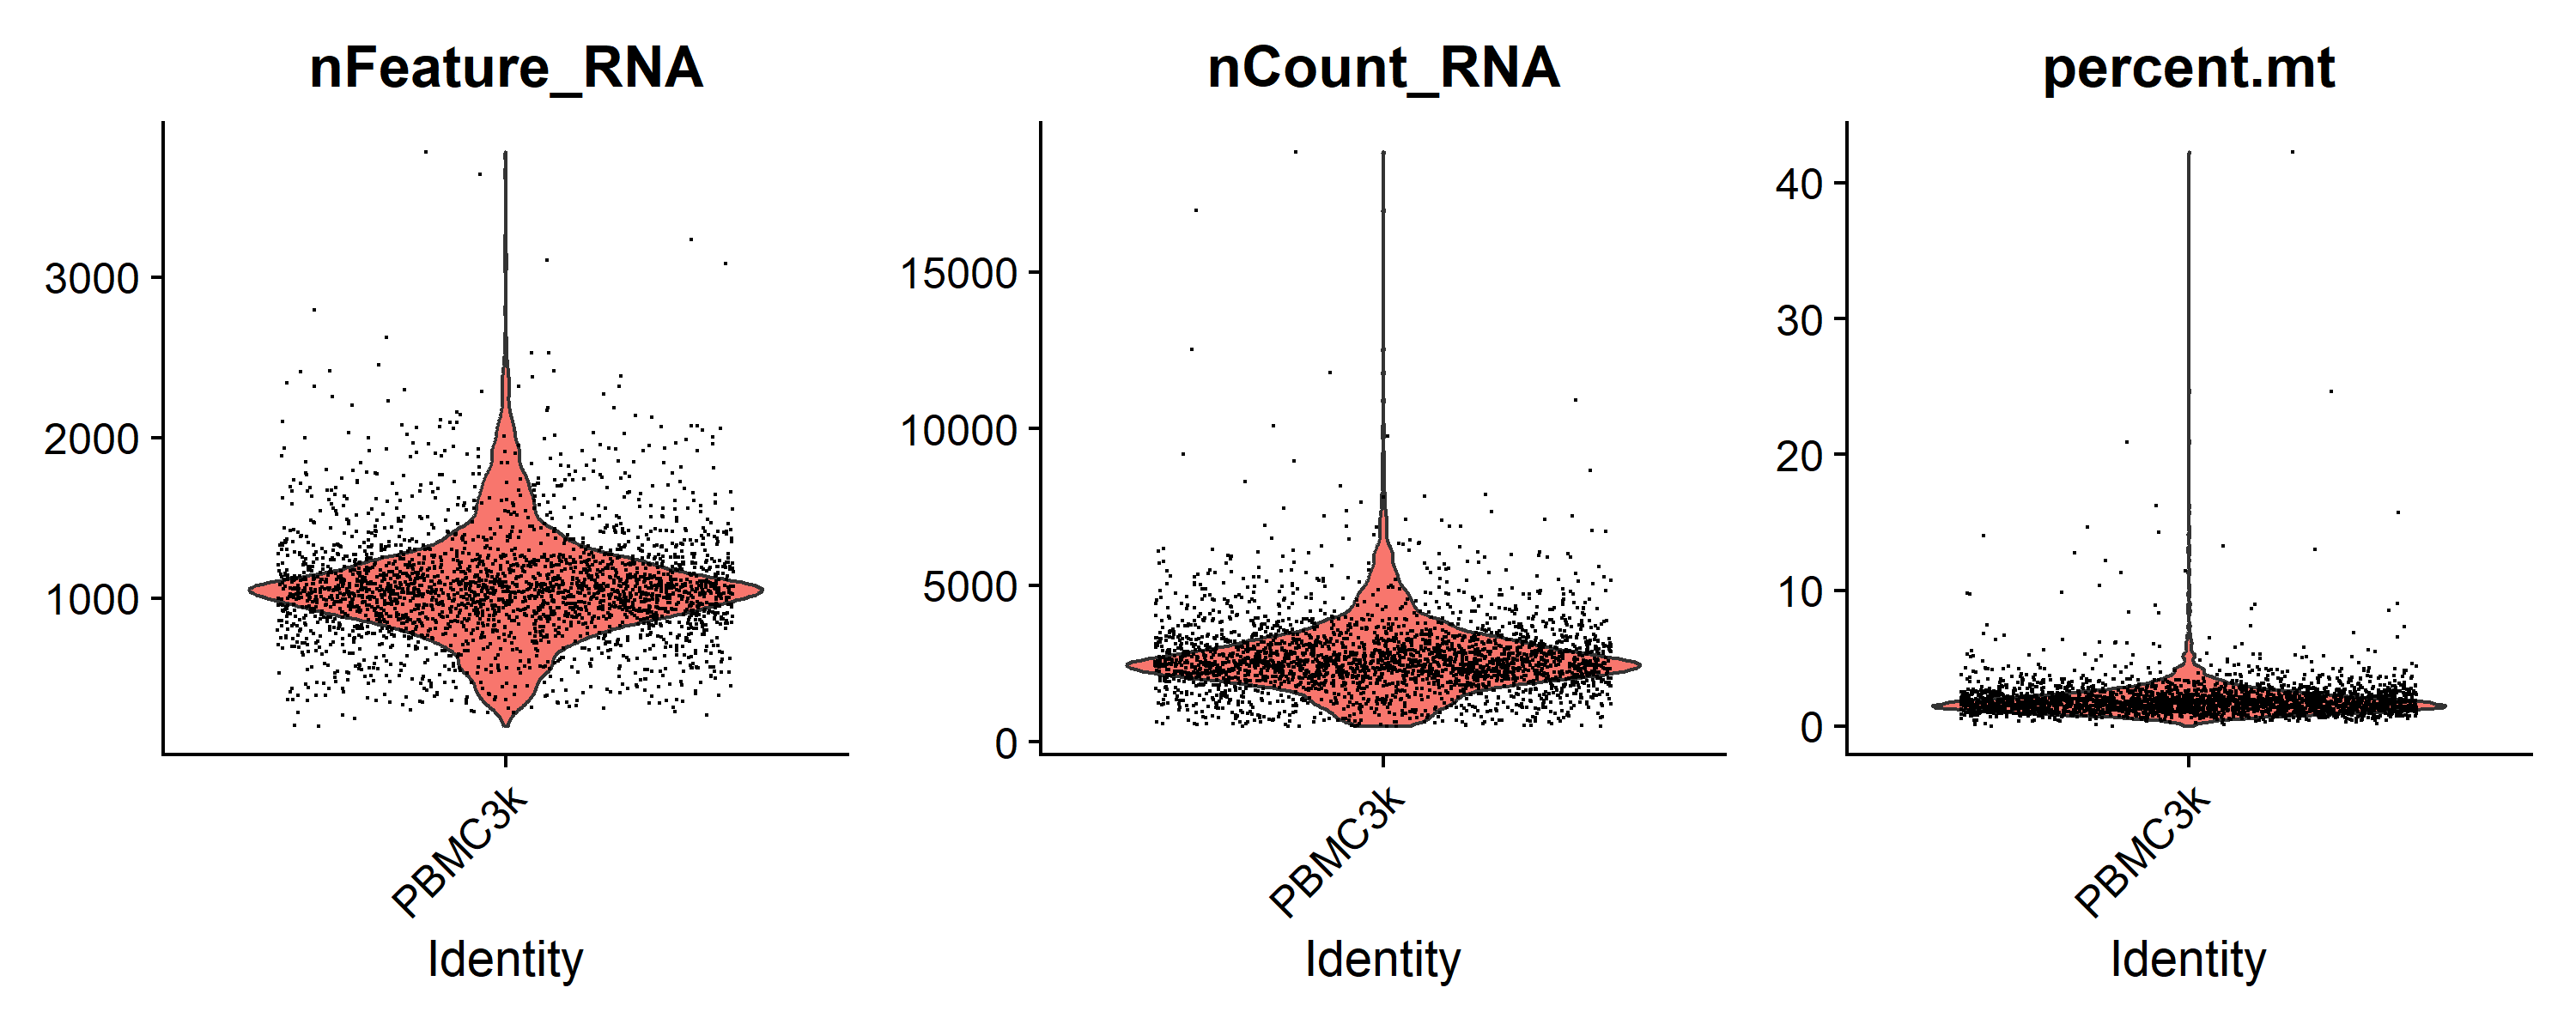 nFeature_RNA
3000
2000
1000
PBMC3k
Identity
nCount_RNA
15000
10000
5000
0
PBMC3k
Identity
percent.mt
40
30
20
10
0
PBMC3k
Identity